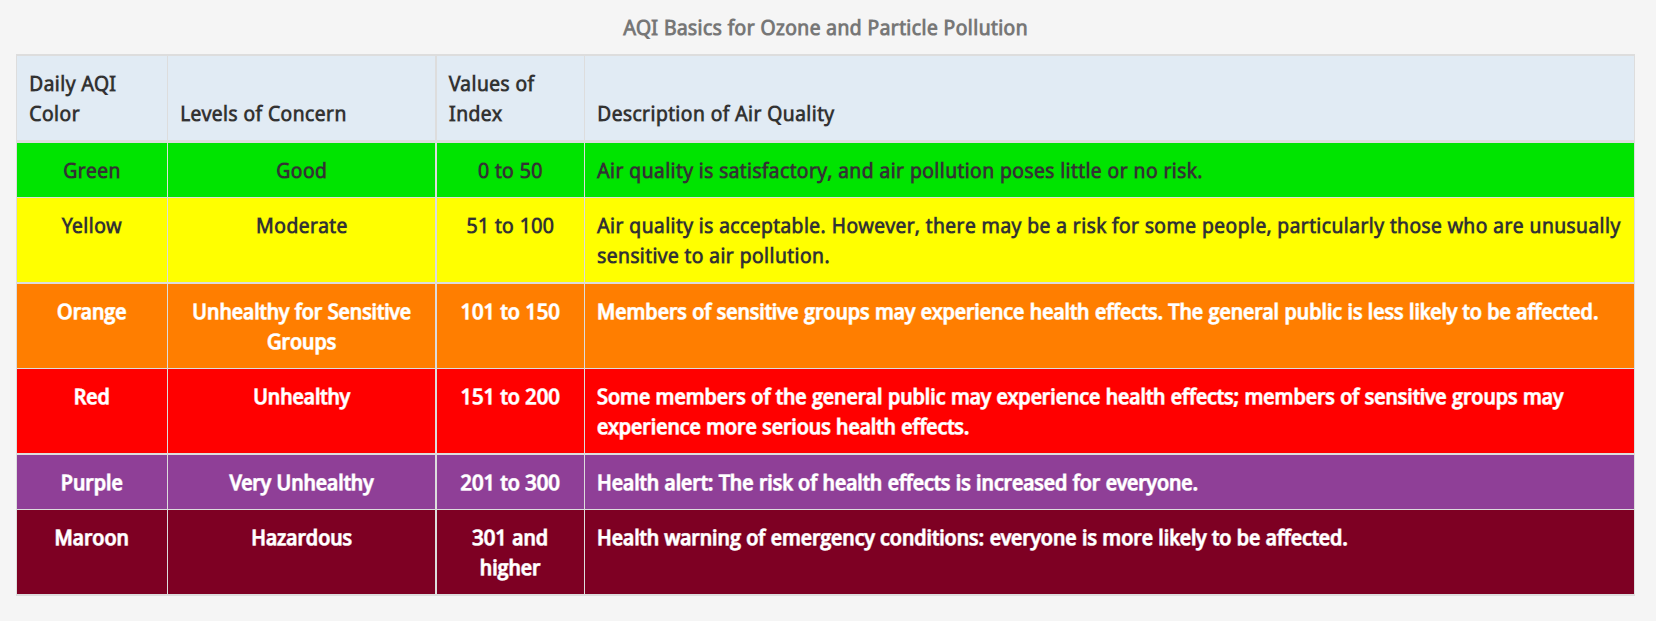 AQI Basics for Ozone and Particle Pollution
Daily AQI
Color
Levels of Concern
Values of
Index
Description of Air Quality
Green
Good
0 to 50
Air quality is satisfactory, and air pollution poses little or no risk.
Yellow
Moderate
51 to 100
Air quality is acceptable. However, there may be a risk for some people, particularly those who are unusually
sensitive to air pollution.
Orange
Unhealthy for Sensitive
Groups
101 to 150
Members of sensitive groups may experience health effects. The general public is less likely to be affected.
Red
Unhealthy
151 to 200
Some members of the general public may experience health effects; members of sensitive groups may
experience more serious health effects.
Purple
Very Unhealthy
201 to 300
Health alert: The risk of health effects is increased for everyone.
Maroon
Hazardous
301 and
higher
Health warning of emergency conditions: everyone is more likely to be affected.